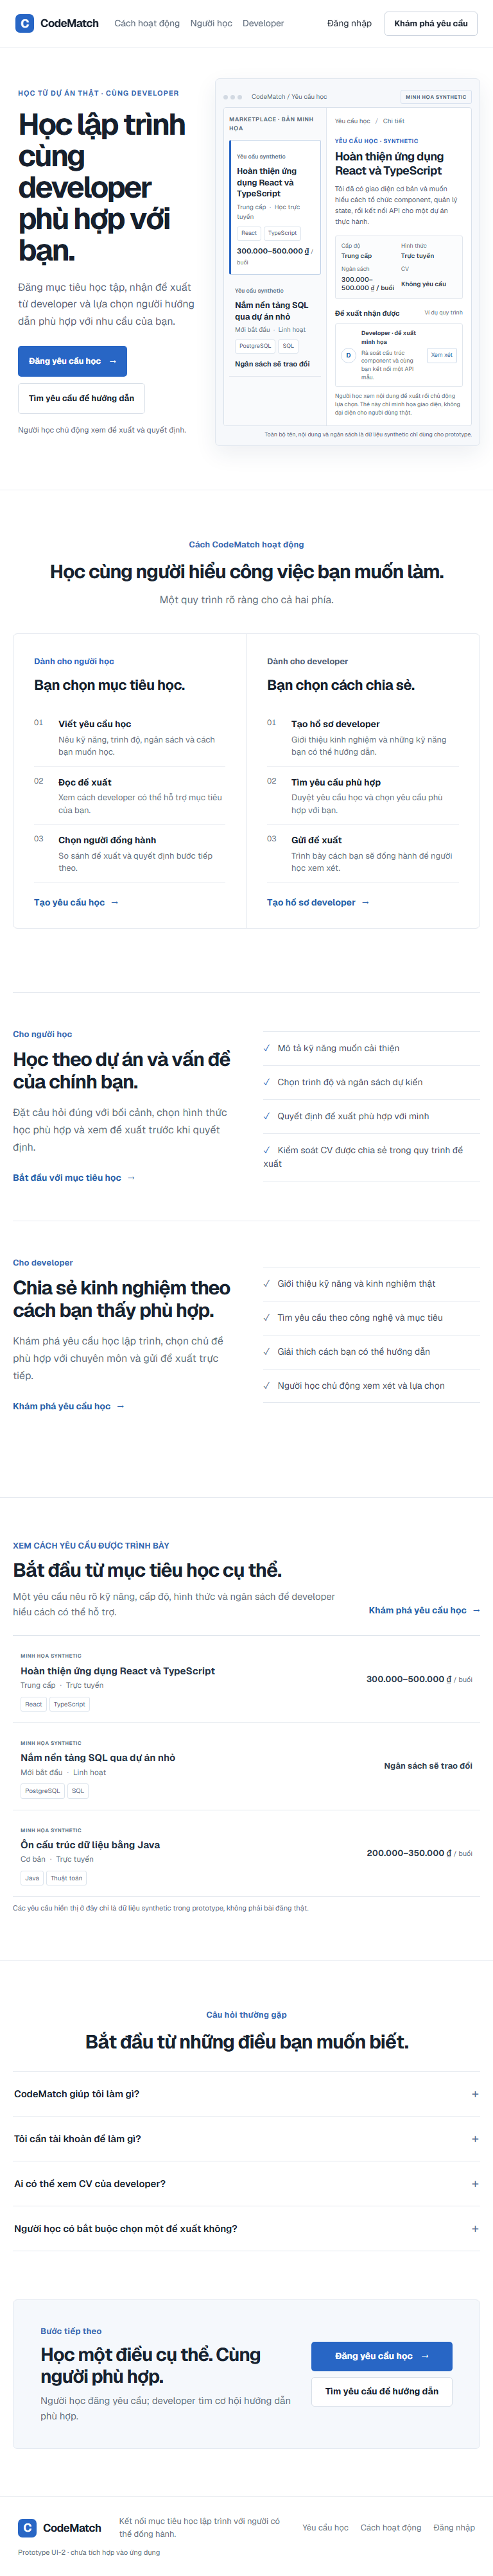 C CodeMatch Cách hoạt động Người học Developer Đăng nhập Khám phá yêu cầu
HỌC TỪ DỰ ÁN THẬT · CÙNG DEVELOPER
Học lập trình
cùng
developer
phù hợp với
bạn.
Đăng mục tiêu học tập, nhận đề xuất
từ developer và lựa chọn người hướng
dẫn phù hợp với nhu cầu của bạn.
Đăng yêu cầu học →
Tìm yêu cầu để hướng dẫn
Người học chủ động xem đề xuất và quyết định.
CodeMatch / Yêu cầu học
MINH HỌA SYNTHETIC
MARKETPLACE · BẢN MINH
HỌA
Yêu cầu synthetic
Hoàn thiện ứng
dụng React và
TypeScript
Trung cấp · Học trực
tuyến
React TypeScript
300.000–500.000 ₫ /
buổi
Yêu cầu synthetic
Nắm nền tảng SQL
qua dự án nhỏ
Mới bắt đầu · Linh hoạt
PostgreSQL SQL
Ngân sách sẽ trao đổi
Yêu cầu học / Chi tiết
YÊU CẦU HỌC · SYNTHETIC
Hoàn thiện ứng dụng
React và TypeScript
Tôi đã có giao diện cơ bản và muốn
hiểu cách tổ chức component, quản lý
state, rồi kết nối API cho một dự án
thực hành.
Cấp độ Hình thức
Trung cấp Trực tuyến
Ngân sách CV
300.000–
500.000 ₫ / buổi Không yêu cầu
Đề xuất nhận được Ví dụ quy trình
D
Developer · đề xuất
minh họa
Rà soát cấu trúc
component và cùng
bạn kết nối một API
mẫu.
Xem xét
Người học xem nội dung đề xuất rồi chủ động
lựa chọn. Thẻ này chỉ minh họa giao diện, không
đại diện cho người dùng thật.
Toàn bộ tên, nội dung và ngân sách là dữ liệu synthetic chỉ dùng cho prototype.
Cách CodeMatch hoạt động
Học cùng người hiểu công việc bạn muốn làm.
Một quy trình rõ ràng cho cả hai phía.
Dành cho người học
Bạn chọn mục tiêu học.
01 Viết yêu cầu học
Nêu kỹ năng, trình độ, ngân sách và cách
bạn muốn học.
02 Đọc đề xuất
Xem cách developer có thể hỗ trợ mục tiêu
của bạn.
03 Chọn người đồng hành
So sánh đề xuất và quyết định bước tiếp
theo.
Tạo yêu cầu học →
Dành cho developer
Bạn chọn cách chia sẻ.
01 Tạo hồ sơ developer
Giới thiệu kinh nghiệm và những kỹ năng
bạn có thể hướng dẫn.
02 Tìm yêu cầu phù hợp
Duyệt yêu cầu học và chọn yêu cầu phù
hợp với bạn.
03 Gửi đề xuất
Trình bày cách bạn sẽ đồng hành để người
học xem xét.
Tạo hồ sơ developer →
Cho người học
Học theo dự án và vấn đề
của chính bạn.
Đặt câu hỏi đúng với bối cảnh, chọn hình thức
học phù hợp và xem đề xuất trước khi quyết
định.
Bắt đầu với mục tiêu học →
✓ Mô tả kỹ năng muốn cải thiện
✓ Chọn trình độ và ngân sách dự kiến
✓ Quyết định đề xuất phù hợp với mình
✓ Kiểm soát CV được chia sẻ trong quy trình đề
xuất
Cho developer
Chia sẻ kinh nghiệm theo
cách bạn thấy phù hợp.
Khám phá yêu cầu học lập trình, chọn chủ đề
phù hợp với chuyên môn và gửi đề xuất trực
tiếp.
Khám phá yêu cầu học →
✓ Giới thiệu kỹ năng và kinh nghiệm thật
✓ Tìm yêu cầu theo công nghệ và mục tiêu
✓ Giải thích cách bạn có thể hướng dẫn
✓ Người học chủ động xem xét và lựa chọn
XEM CÁCH YÊU CẦU ĐƯỢC TRÌNH BÀY
Bắt đầu từ mục tiêu học cụ thể.
Một yêu cầu nêu rõ kỹ năng, cấp độ, hình thức và ngân sách để developer
hiểu cách có thể hỗ trợ.
Khám phá yêu cầu học →
MINH HỌA SYNTHETIC
Hoàn thiện ứng dụng React và TypeScript
Trung cấp · Trực tuyến
React TypeScript
300.000–500.000 ₫ / buổi
MINH HỌA SYNTHETIC
Nắm nền tảng SQL qua dự án nhỏ
Mới bắt đầu · Linh hoạt
PostgreSQL SQL
Ngân sách sẽ trao đổi
MINH HỌA SYNTHETIC
Ôn cấu trúc dữ liệu bằng Java
Cơ bản · Trực tuyến
Java Thuật toán
200.000–350.000 ₫ / buổi
Các yêu cầu hiển thị ở đây chỉ là dữ liệu synthetic trong prototype, không phải bài đăng thật.
Câu hỏi thường gặp
Bắt đầu từ những điều bạn muốn biết.
CodeMatch giúp tôi làm gì? +
Tôi cần tài khoản để làm gì? +
Ai có thể xem CV của developer? +
Người học có bắt buộc chọn một đề xuất không? +
Bước tiếp theo
Học một điều cụ thể. Cùng
người phù hợp.
Người học đăng yêu cầu; developer tìm cơ hội hướng dẫn
phù hợp.
Đăng yêu cầu học →
Tìm yêu cầu để hướng dẫn
C CodeMatch
Kết nối mục tiêu học lập trình với người có
thể đồng hành.
Yêu cầu học Cách hoạt động Đăng nhập
Prototype UI-2 · chưa tích hợp vào ứng dụng